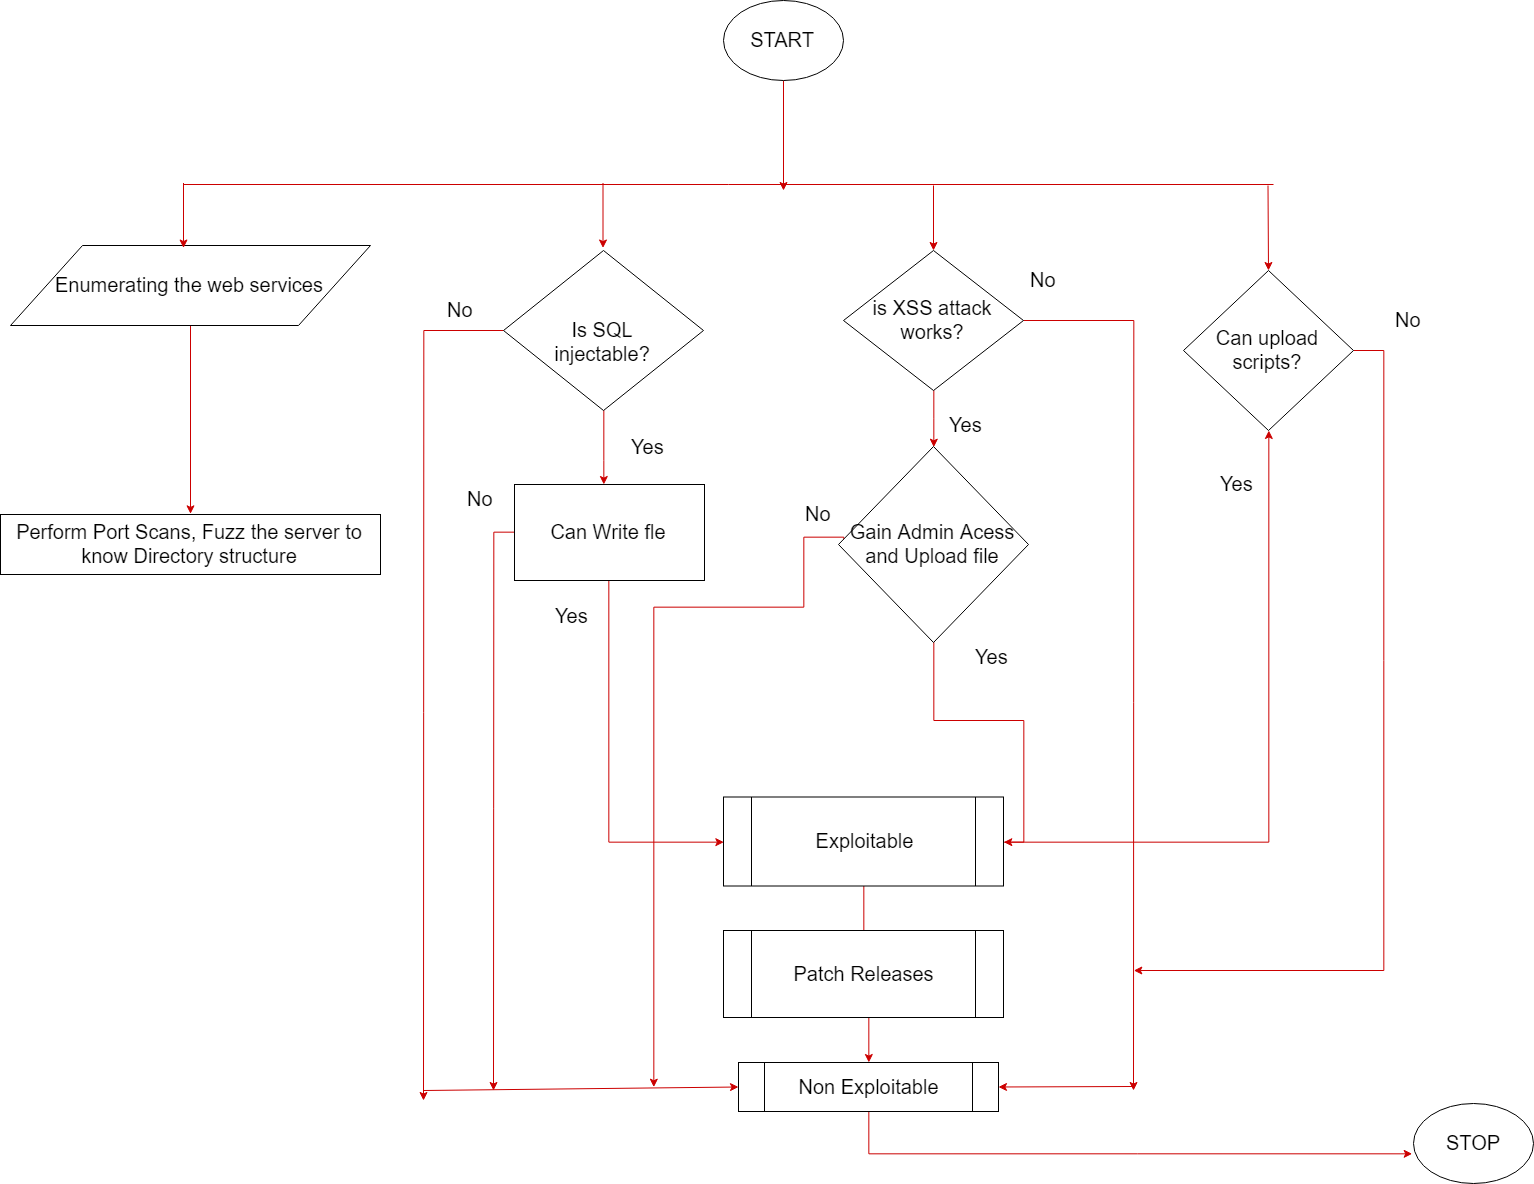 START
Enumerating the web services
No
Is SQL
injectable?
is XSS attack
works?
No
Can upload
scripts?
No
Yes
Yes
Yes
No
Can Write fle
No
Gain Admin Acess
and Upload file
Perform Port Scans, Fuzz the server to
know Directory structure
Yes
Yes
Exploitable
Patch Releases
Non Exploitable
STOP